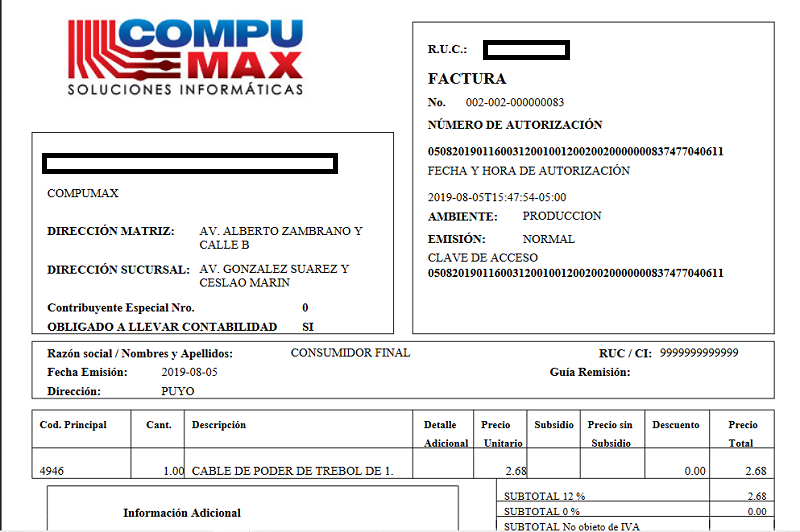 COMPU
MAX
SOLUCIONES INFORMÁTICAS
R.U.C.:
FACTURA
No. 002-002-000000083
NÚMERO DE AUTORIZACIÓN
0508201901160031200100120020020000000837477040611
FECHA Y HORA DE AUTORIZACIÓN
2019-08-05T15:47:54-05:00
AMBIENTE: PRODUCCION
EMISIÓN: NORMAL
CLAVE DE ACCESO
0508201901160031200100120020020000000837477040611
COMPUMAX
DIRECCIÓN MATRIZ: AV. ALBERTO ZAMBRANO Y
CALLE B
DIRECCIÓN SUCURSAL: AV. GONZALEZ SUAREZ Y
CESLAO MARIN
Contribuyente Especial Nro. 0
OBLIGADO A LLEVAR CONTABILIDAD SI
Razón social / Nombres y Apellidos: CONSUMIDOR FINAL RUC / CI: 9999999999999
Fecha Emisión: 2019-08-05 Guía Remisión:
Dirección: PUYO
Cod. Principal Cant. Descripción Detalle Precio Subsidio Precio sin Descuento Precio
Adicional Unitario Subsidio Total
4946 1.00 CABLE DE PODER DE TREBOL DE 1. 2.68 0.00 2.68
SUBTOTAL 12 % 2.68
Información Adicional SUBTOTAL 0 % 0.00
SUBTOTAL No objeto de IVA